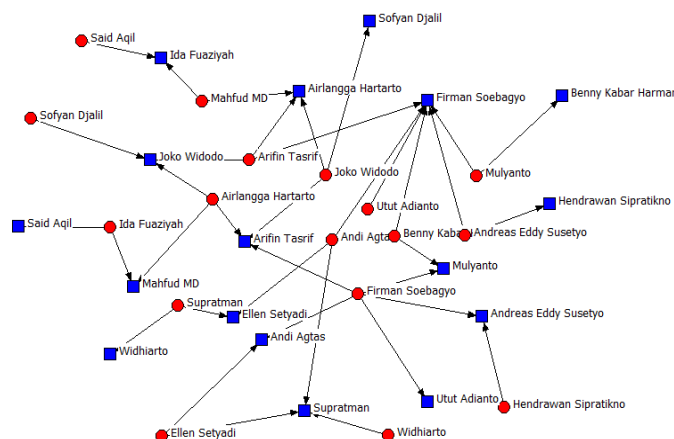 Sofyan Djalil
Said Aqil
Ida Fuaziyah
Airlangga Hartarto
Mahfud MD
Firman Soebagyo
Benny Kabar Harman
Sofyan Djalil
Joko Widodo
Arifin Tasrif
Joko Widodo
Mulyanto
Airlangga Hartarto
Utut Adianto
Hendrawan Sipratikno
Said Aqil
Ida Fuaziyah
Arifin Tasrif
Andi Agtas
Benny Kabar
Andreas Eddy Susetyo
Mulyanto
Mahfud MD
Firman Soebagyo
Supratman
Ellen Setyadi
Andreas Eddy Susetyo
Andi Agtas
Widhiarto
Utut Adianto
Hendrawan Sipratikno
Supratman
Ellen Setyadi
Widhiarto